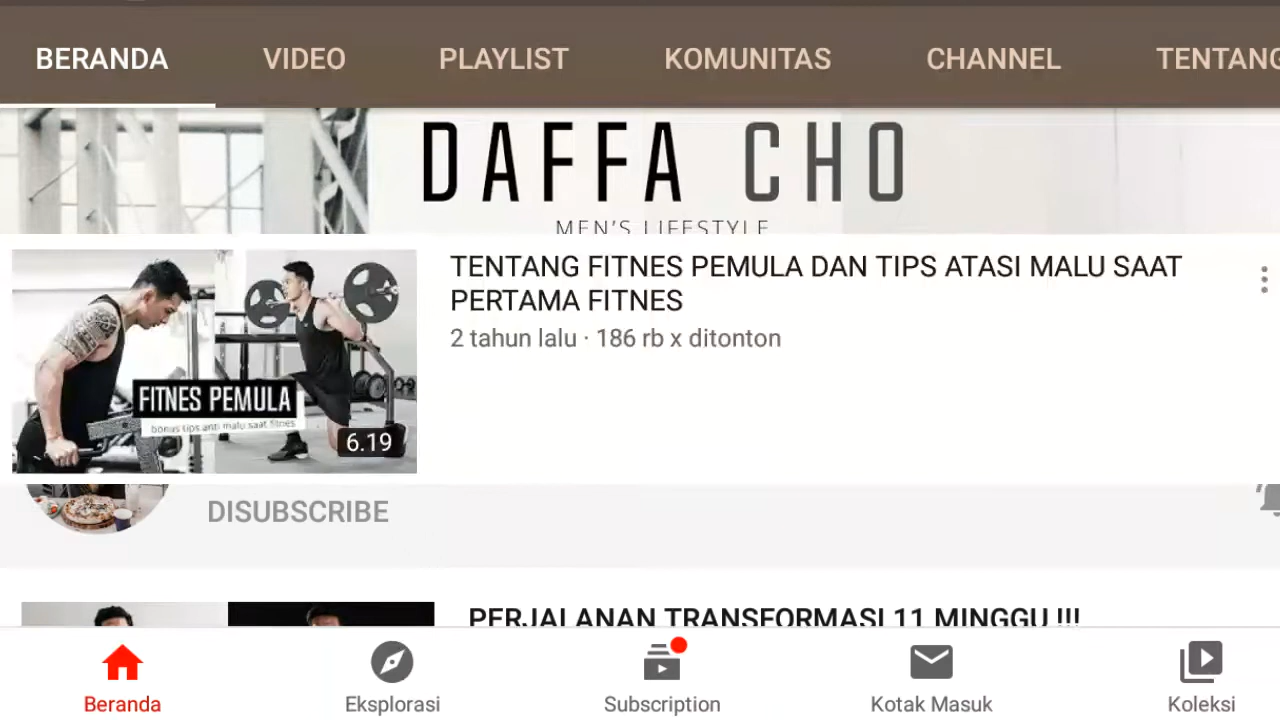 BERANDA VIDEO PLAYLIST KOMUNITAS CHANNEL TENTANG
DAFFA CHO
MEN'S LIFESTYLE
TENTANG FITNES PEMULA DAN TIPS ATASI MALU SAAT
PERTAMA FITNES
2 tahun lalu · 186 rb x ditonton
FITNES PEMULA
bonus tips anti malu saat fitnes
6.19
DISUBSCRIBE
PERJALANAN TRANSFORMASI 11 MINGGU !!!
Beranda Eksplorasi Subscription Kotak Masuk Koleksi